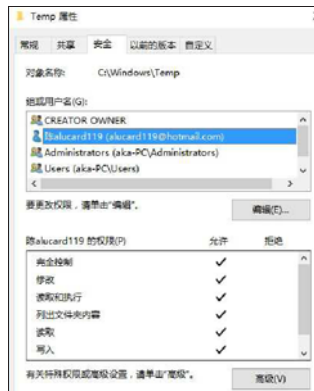 Temp 属性
常规 共享 安全 以前的版本 自定义
对象名称: C:\Windows\Temp
组或用户名(G):
CREATOR OWNER
alucard119 (alucard119@hotmail.com)
Administrators (aka-PC\Administrators)
Users (aka-PC\Users)
要更改权限，请单击"编辑"。 编辑(E)...
alucard119 的权限(P) 允许 拒绝
完全控制
修改
读取和执行
列出文件夹内容
读取
写入
有关特殊权限或高级设置，请单击"高级"。 高级(V)